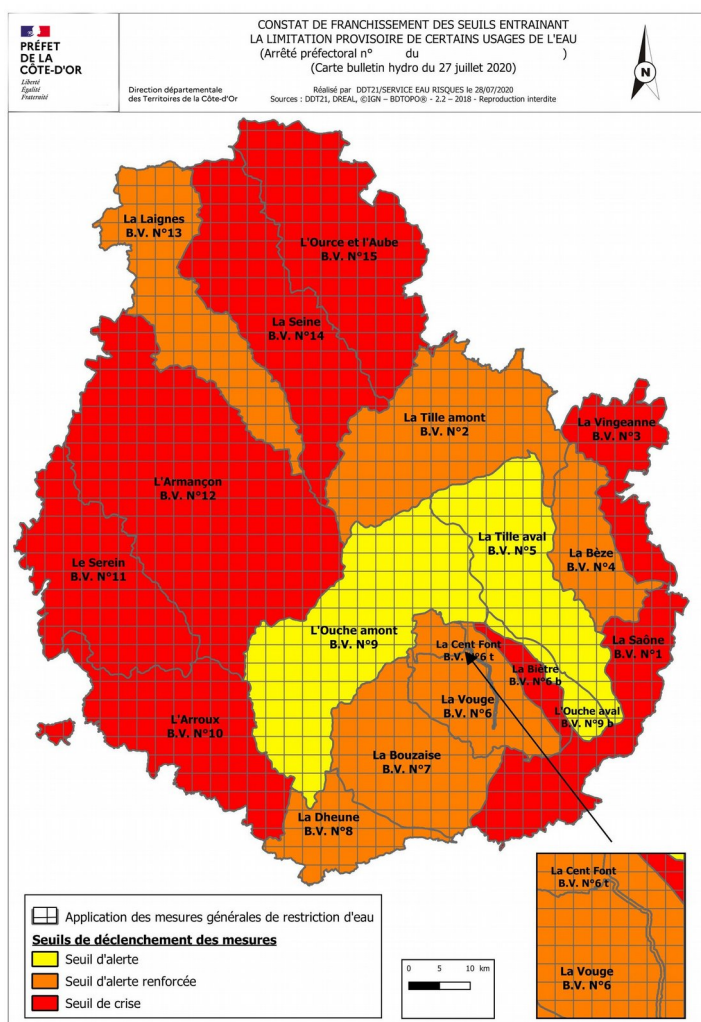 PRÉFET
DE LA
CÔTE-D'OR
Liberté
Égalité
Fraternité
Direction départementale
des Territoires de la Côte-d'Or
CONSTAT DE FRANCHISSEMENT DES SEUILS ENTRAINANT
LA LIMITATION PROVISOIRE DE CERTAINS USAGES DE L'EAU
(Arrêté préfectoral n° du )
(Carte bulletin hydro du 27 juillet 2020)
Réalisé par DDT21/SERVICE EAU RISQUES le 28/07/2020
Sources : DDT21, DREAL, ©IGN – BDTOPO® - 2.2 – 2018 - Reproduction interdite
N
La Laignes
B.V. N°13
L'Ource et l'Aube
B.V. N°15
La Seine
B.V. N°14
La Tille amont
B.V. N°2
La Vingeanne
B.V. N°3
L'Armançon
B.V. N°12
La Tille aval
B.V. N°5
La Bèze
B.V. N°4
Le Serein
B.V. N°11
L'Ouche amont
B.V. N°9
La Cent Font
B.V. N°6 t
La Saône
B.V. N°1
La Biètre
B.V. N°6 b
La Vouge
B.V. N°6
L'Ouche aval
B.V. N°9 b
L'Arroux
B.V. N°10
La Bouzaise
B.V. N°7
La Dheune
B.V. N°8
La Cent Font
B.V. N°6 t
La Vouge
B.V. N°6
Application des mesures générales de restriction d'eau
Seuils de déclenchement des mesures
Seuil d'alerte
Seuil d'alerte renforcée
Seuil de crise
0 5 10 km